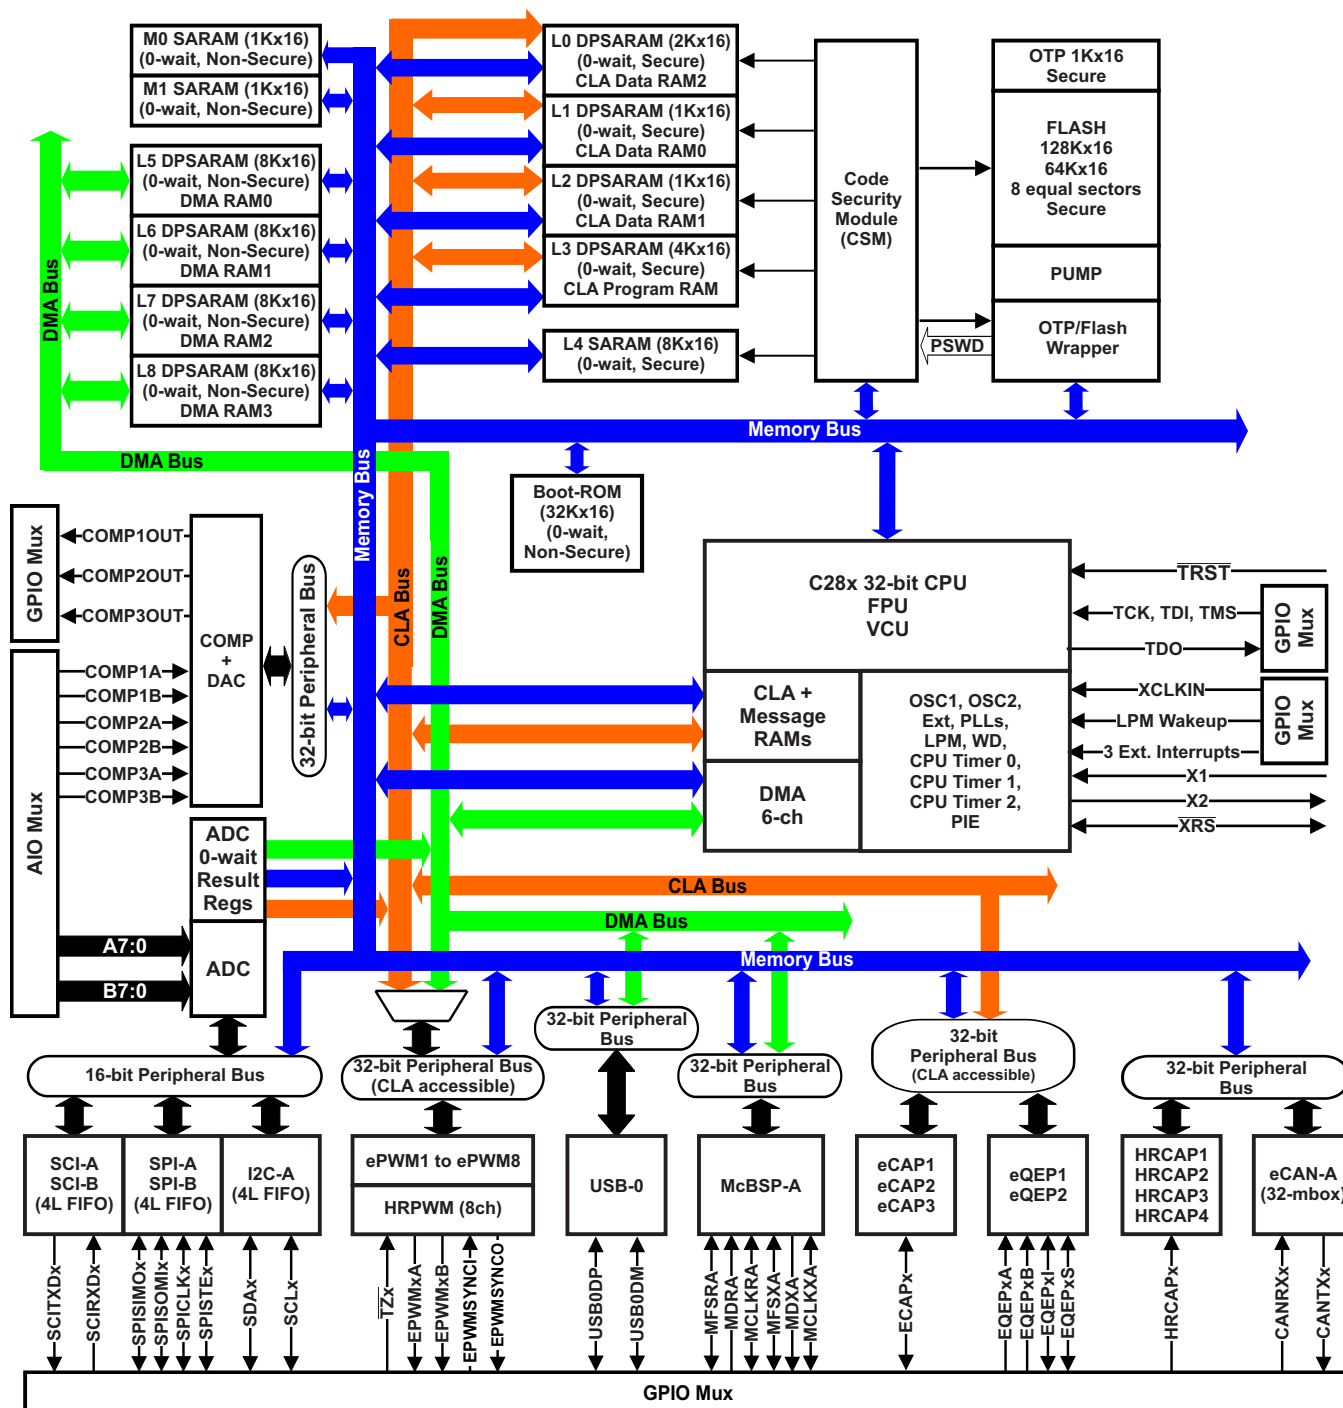 M0 SARAM (1Kx16)
(0-wait, Non-Secure)
M1 SARAM (1Kx16)
(0-wait, Non-Secure)
L5 DPSARAM (8Kx16)
(0-wait, Non-Secure)
DMA RAM0
L6 DPSARAM (8Kx16)
(0-wait, Non-Secure)
DMA RAM1
L7 DPSARAM (8Kx16)
(0-wait, Non-Secure)
DMA RAM2
L8 DPSARAM (8Kx16)
(0-wait, Non-Secure)
DMA RAM3
DMA Bus
DMA Bus
L0 DPSARAM (2Kx16)
(0-wait, Secure)
CLA Data RAM2
L1 DPSARAM (1Kx16)
(0-wait, Secure)
CLA Data RAM0
L2 DPSARAM (1Kx16)
(0-wait, Secure)
CLA Data RAM1
L3 DPSARAM (4Kx16)
(0-wait, Secure)
CLA Program RAM
L4 SARAM (8Kx16)
(0-wait, Secure)
Code
Security
Module
(CSM)
OTP 1Kx16
Secure
FLASH
128Kx16
64Kx16
8 equal sectors
Secure
PUMP
OTP/Flash
Wrapper
PSWD
Memory Bus
Memory Bus
CLA Bus
DMA Bus
Boot-ROM
(32Kx16)
(0-wait,
Non-Secure)
GPIO Mux
COMP1OUT
COMP2OUT
COMP3OUT
AIO Mux
COMP1A
COMP1B
COMP2A
COMP2B
COMP3A
COMP3B
COMP
+
DAC
32-bit Peripheral Bus
ADC
0-wait
Result
Regs
ADC
A7:0
B7:0
C28x 32-bit CPU
FPU
VCU
CLA +
Message
RAMs
DMA
6-ch
OSC1, OSC2,
Ext, PLLs,
LPM, WD,
CPU Timer 0,
CPU Timer 1,
CPU Timer 2,
PIE
TRST
TCK, TDI, TMS
TDO
GPIO
Mux
XCLKIN
LPM Wakeup
3 Ext. Interrupts
GPIO
Mux
X1
X2
XRS
CLA Bus
DMA Bus
Memory Bus
16-bit Peripheral Bus
32-bit Peripheral Bus
(CLA accessible)
32-bit Peripheral
Bus
32-bit Peripheral
Bus
32-bit
Peripheral Bus
(CLA accessible)
32-bit Peripheral
Bus
SCI-A
SCI-B
(4L FIFO)
SPI-A
SPI-B
(4L FIFO)
I2C-A
(4L FIFO)
ePWM1 to ePWM8
HRPWM (8ch)
USB-0
McBSP-A
eCAP1
eCAP2
eCAP3
eQEP1
eQEP2
HRCAP1
HRCAP2
HRCAP3
HRCAP4
eCAN-A
(32-mbox)
SCITXDx
SCIRXDx
SPISIMOx
SPISOMIx
SPICLKx
SPISTEx
SDAx
SCLx
TZx
EPWMxA
EPWMxB
EPWMSYNCI
EPWMSYNCO
USB0DP
USB0DM
MFSRA
MDRA
MCLKRA
MFSXA
MDXA
MCLKXA
ECAPx
EQEPxA
EQEPxB
EQEPxI
EQEPxS
HRCAPx
CANRXx
CANTXx
GPIO Mux